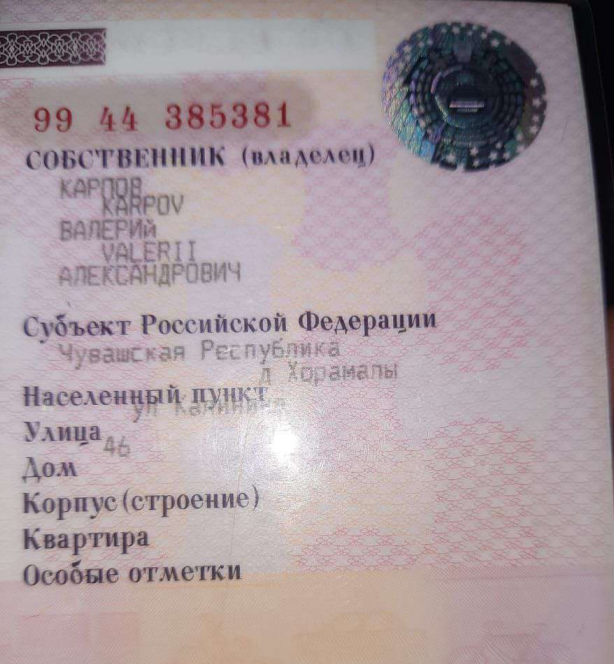 99 44 385381
СОБСТВЕННИК (владелец)
КАРПОВ
KARPOV
ВАЛЕРИЙ
VALERII
АЛЕКСАНДРОВИЧ
Субъект Российской Федерации
Чувашская Республика
д Хорамалы
Населенный пункт
ул Калинина
Улица
46
Дом
Корпус (строение)
Квартира
Особые отметки